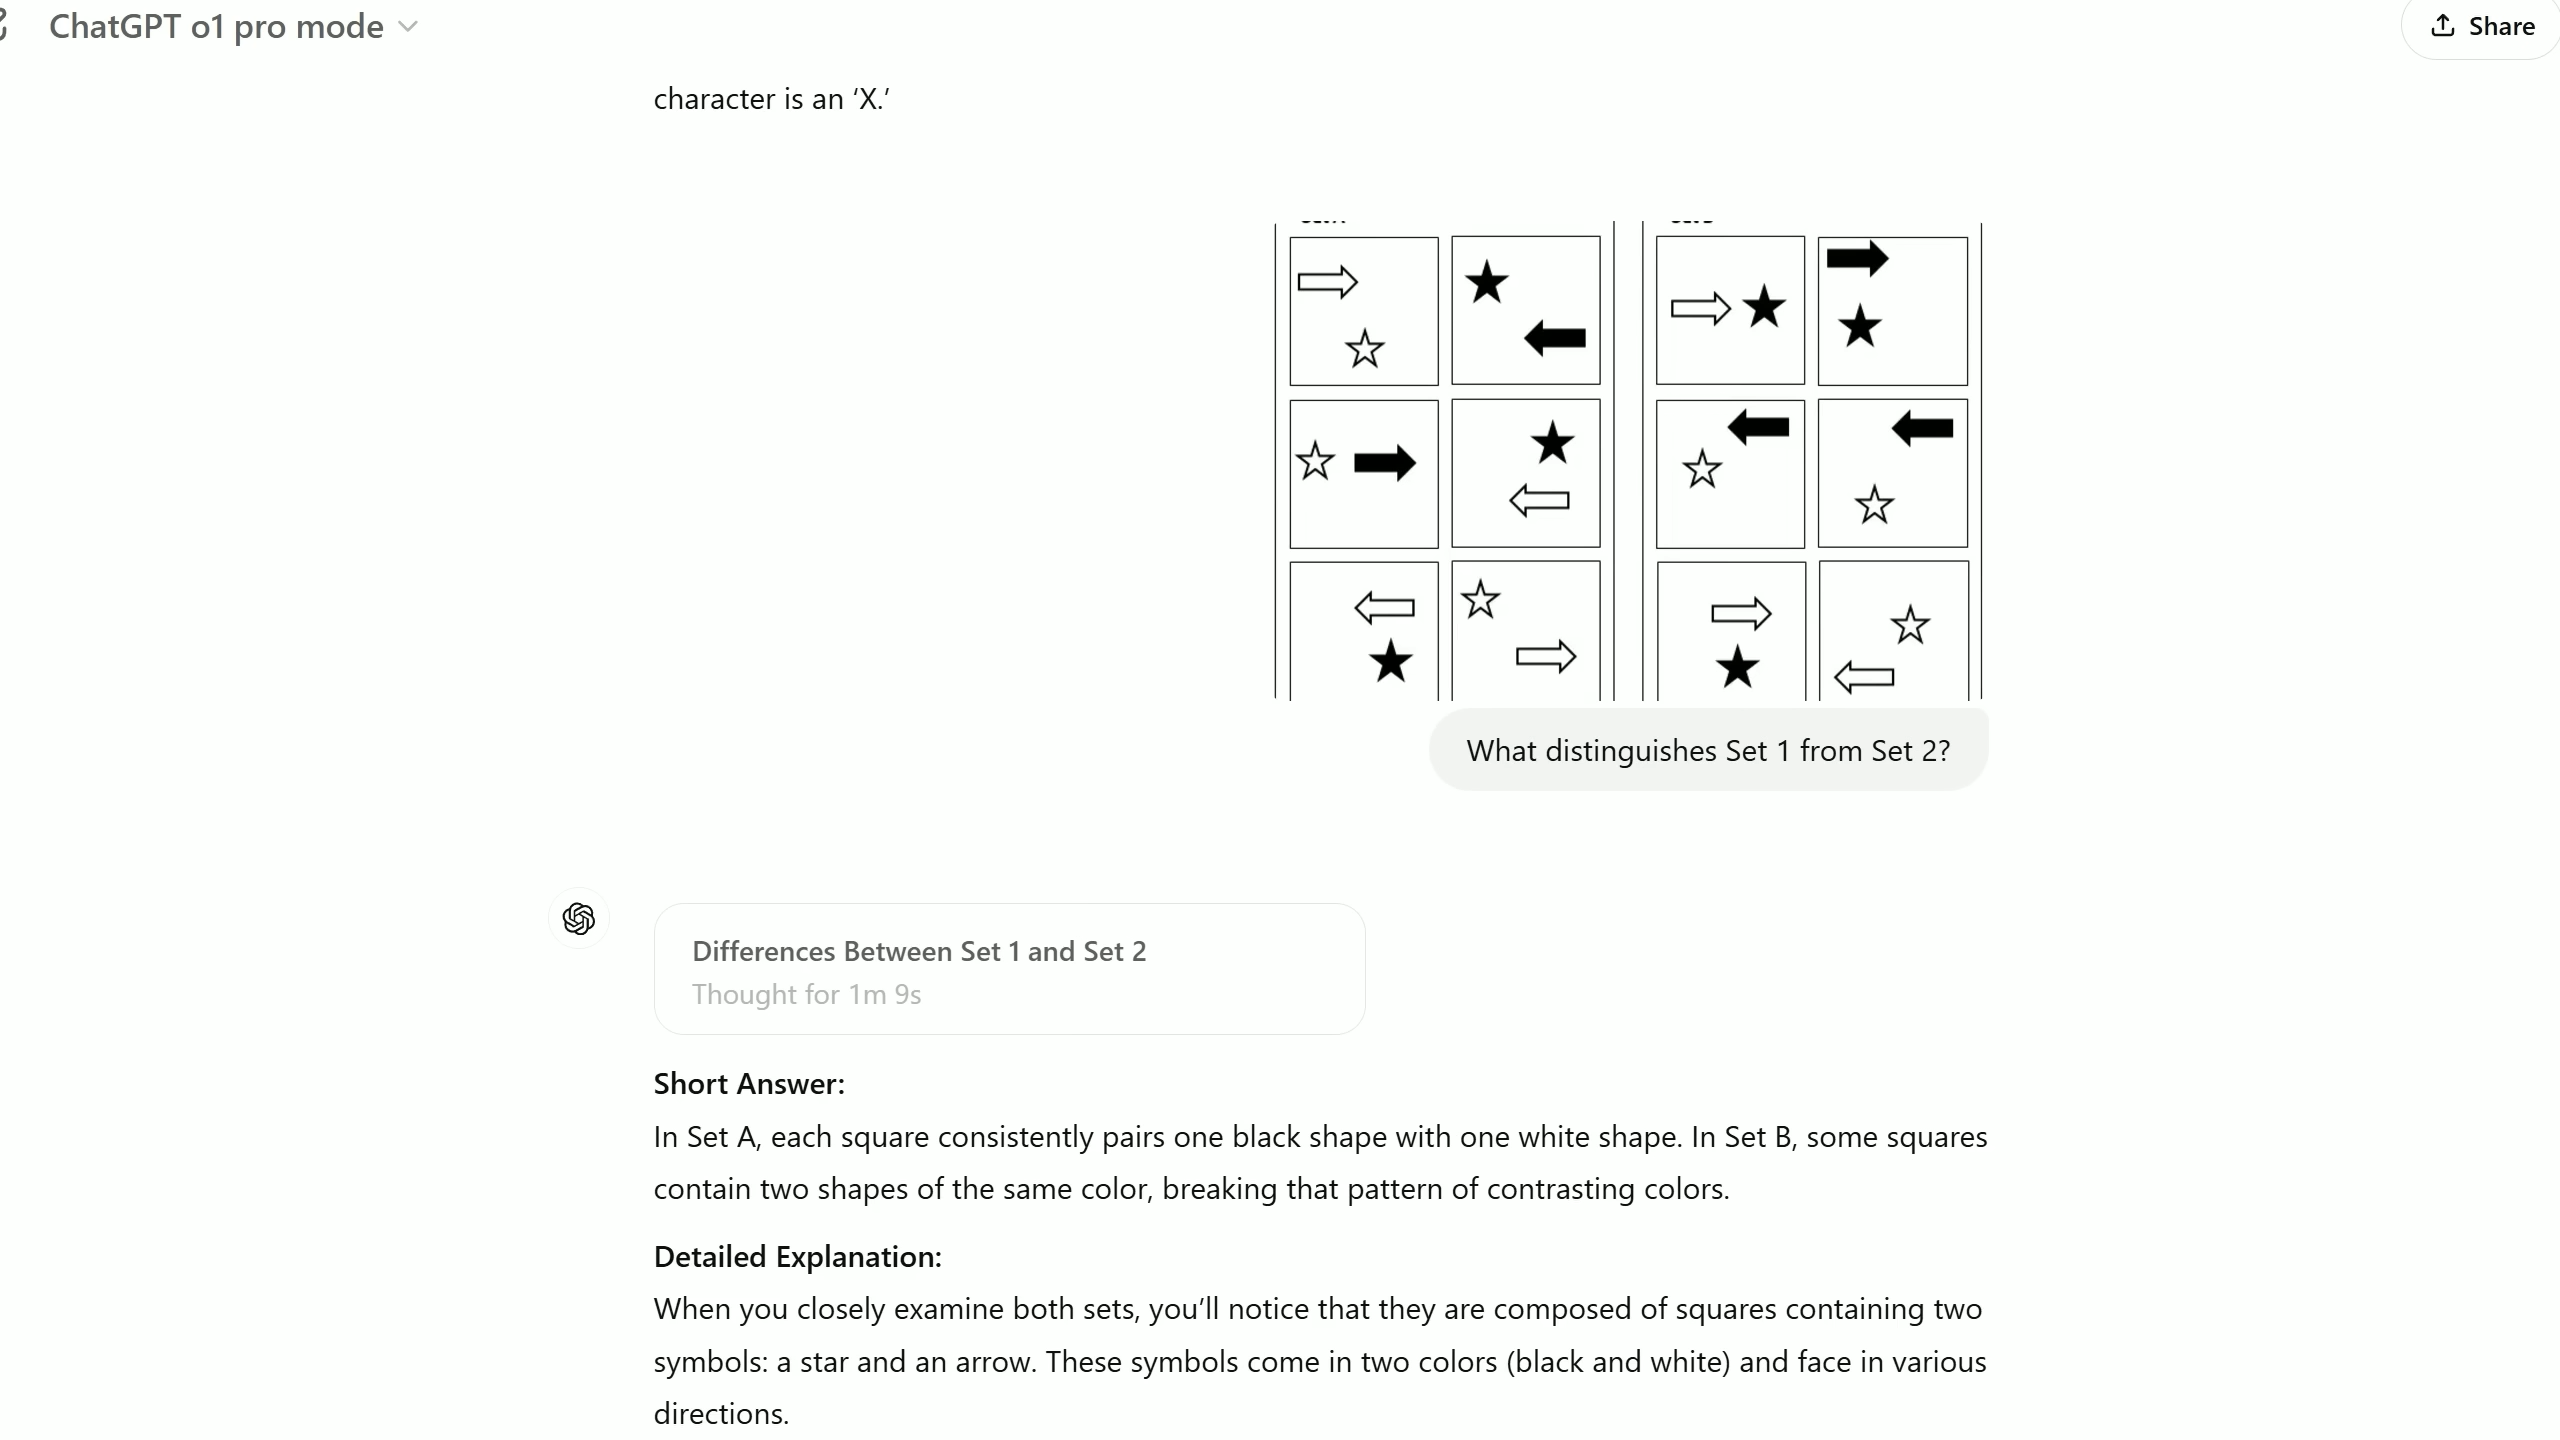 ChatGPT o1 pro mode
Share
character is an ‘X.’
What distinguishes Set 1 from Set 2?
Differences Between Set 1 and Set 2
Thought for 1m 9s
Short Answer:
In Set A, each square consistently pairs one black shape with one white shape. In Set B, some squares
contain two shapes of the same color, breaking that pattern of contrasting colors.
Detailed Explanation:
When you closely examine both sets, you’ll notice that they are composed of squares containing two
symbols: a star and an arrow. These symbols come in two colors (black and white) and face in various
directions.